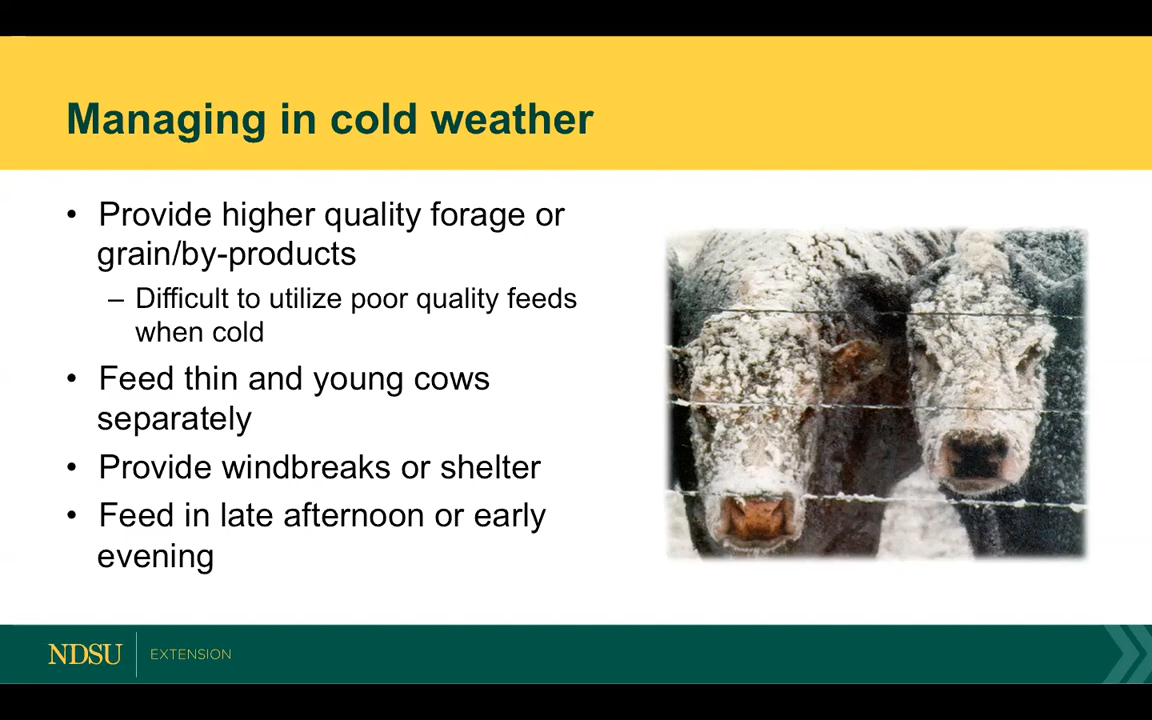 Managing in cold weather
• Provide higher quality forage or
grain/by-products
– Difficult to utilize poor quality feeds
when cold
• Feed thin and young cows
separately
• Provide windbreaks or shelter
• Feed in late afternoon or early
evening
NDSU EXTENSION